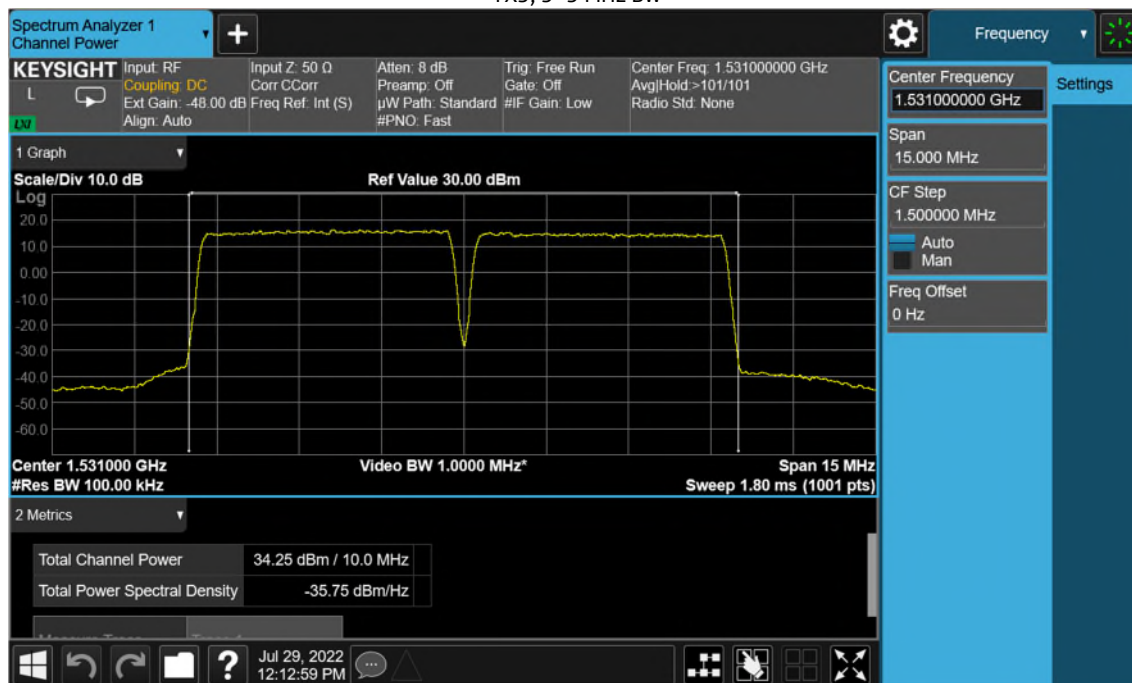 Spectrum Analyzer 1
Channel Power
Frequency
KEYSIGHT
L
LXI
Input: RF
Coupling: DC
Ext Gain: -48.00 dB
Align: Auto
Input Z: 50 Ω
Corr CCorr
Freq Ref: Int (S)
Atten: 8 dB
Preamp: Off
µW Path: Standard
#PNO: Fast
Trig: Free Run
Gate: Off
#IF Gain: Low
Center Freq: 1.531000000 GHz
Avg|Hold:>101/101
Radio Std: None
Center Frequency
1.531000000 GHz
Settings
Span
15.000 MHz
CF Step
1.500000 MHz
Auto
Man
Freq Offset
0 Hz
1 Graph
Scale/Div 10.0 dB
Ref Value 30.00 dBm
Log
20.0
10.0
0.00
-10.0
-20.0
-30.0
-40.0
-50.0
-60.0
Center 1.531000 GHz
Video BW 1.0000 MHz*
Span 15 MHz
#Res BW 100.00 kHz
Sweep 1.80 ms (1001 pts)
2 Metrics
Total Channel Power 34.25 dBm / 10.0 MHz
Total Power Spectral Density -35.75 dBm/Hz
?
Jul 29, 2022
12:12:59 PM